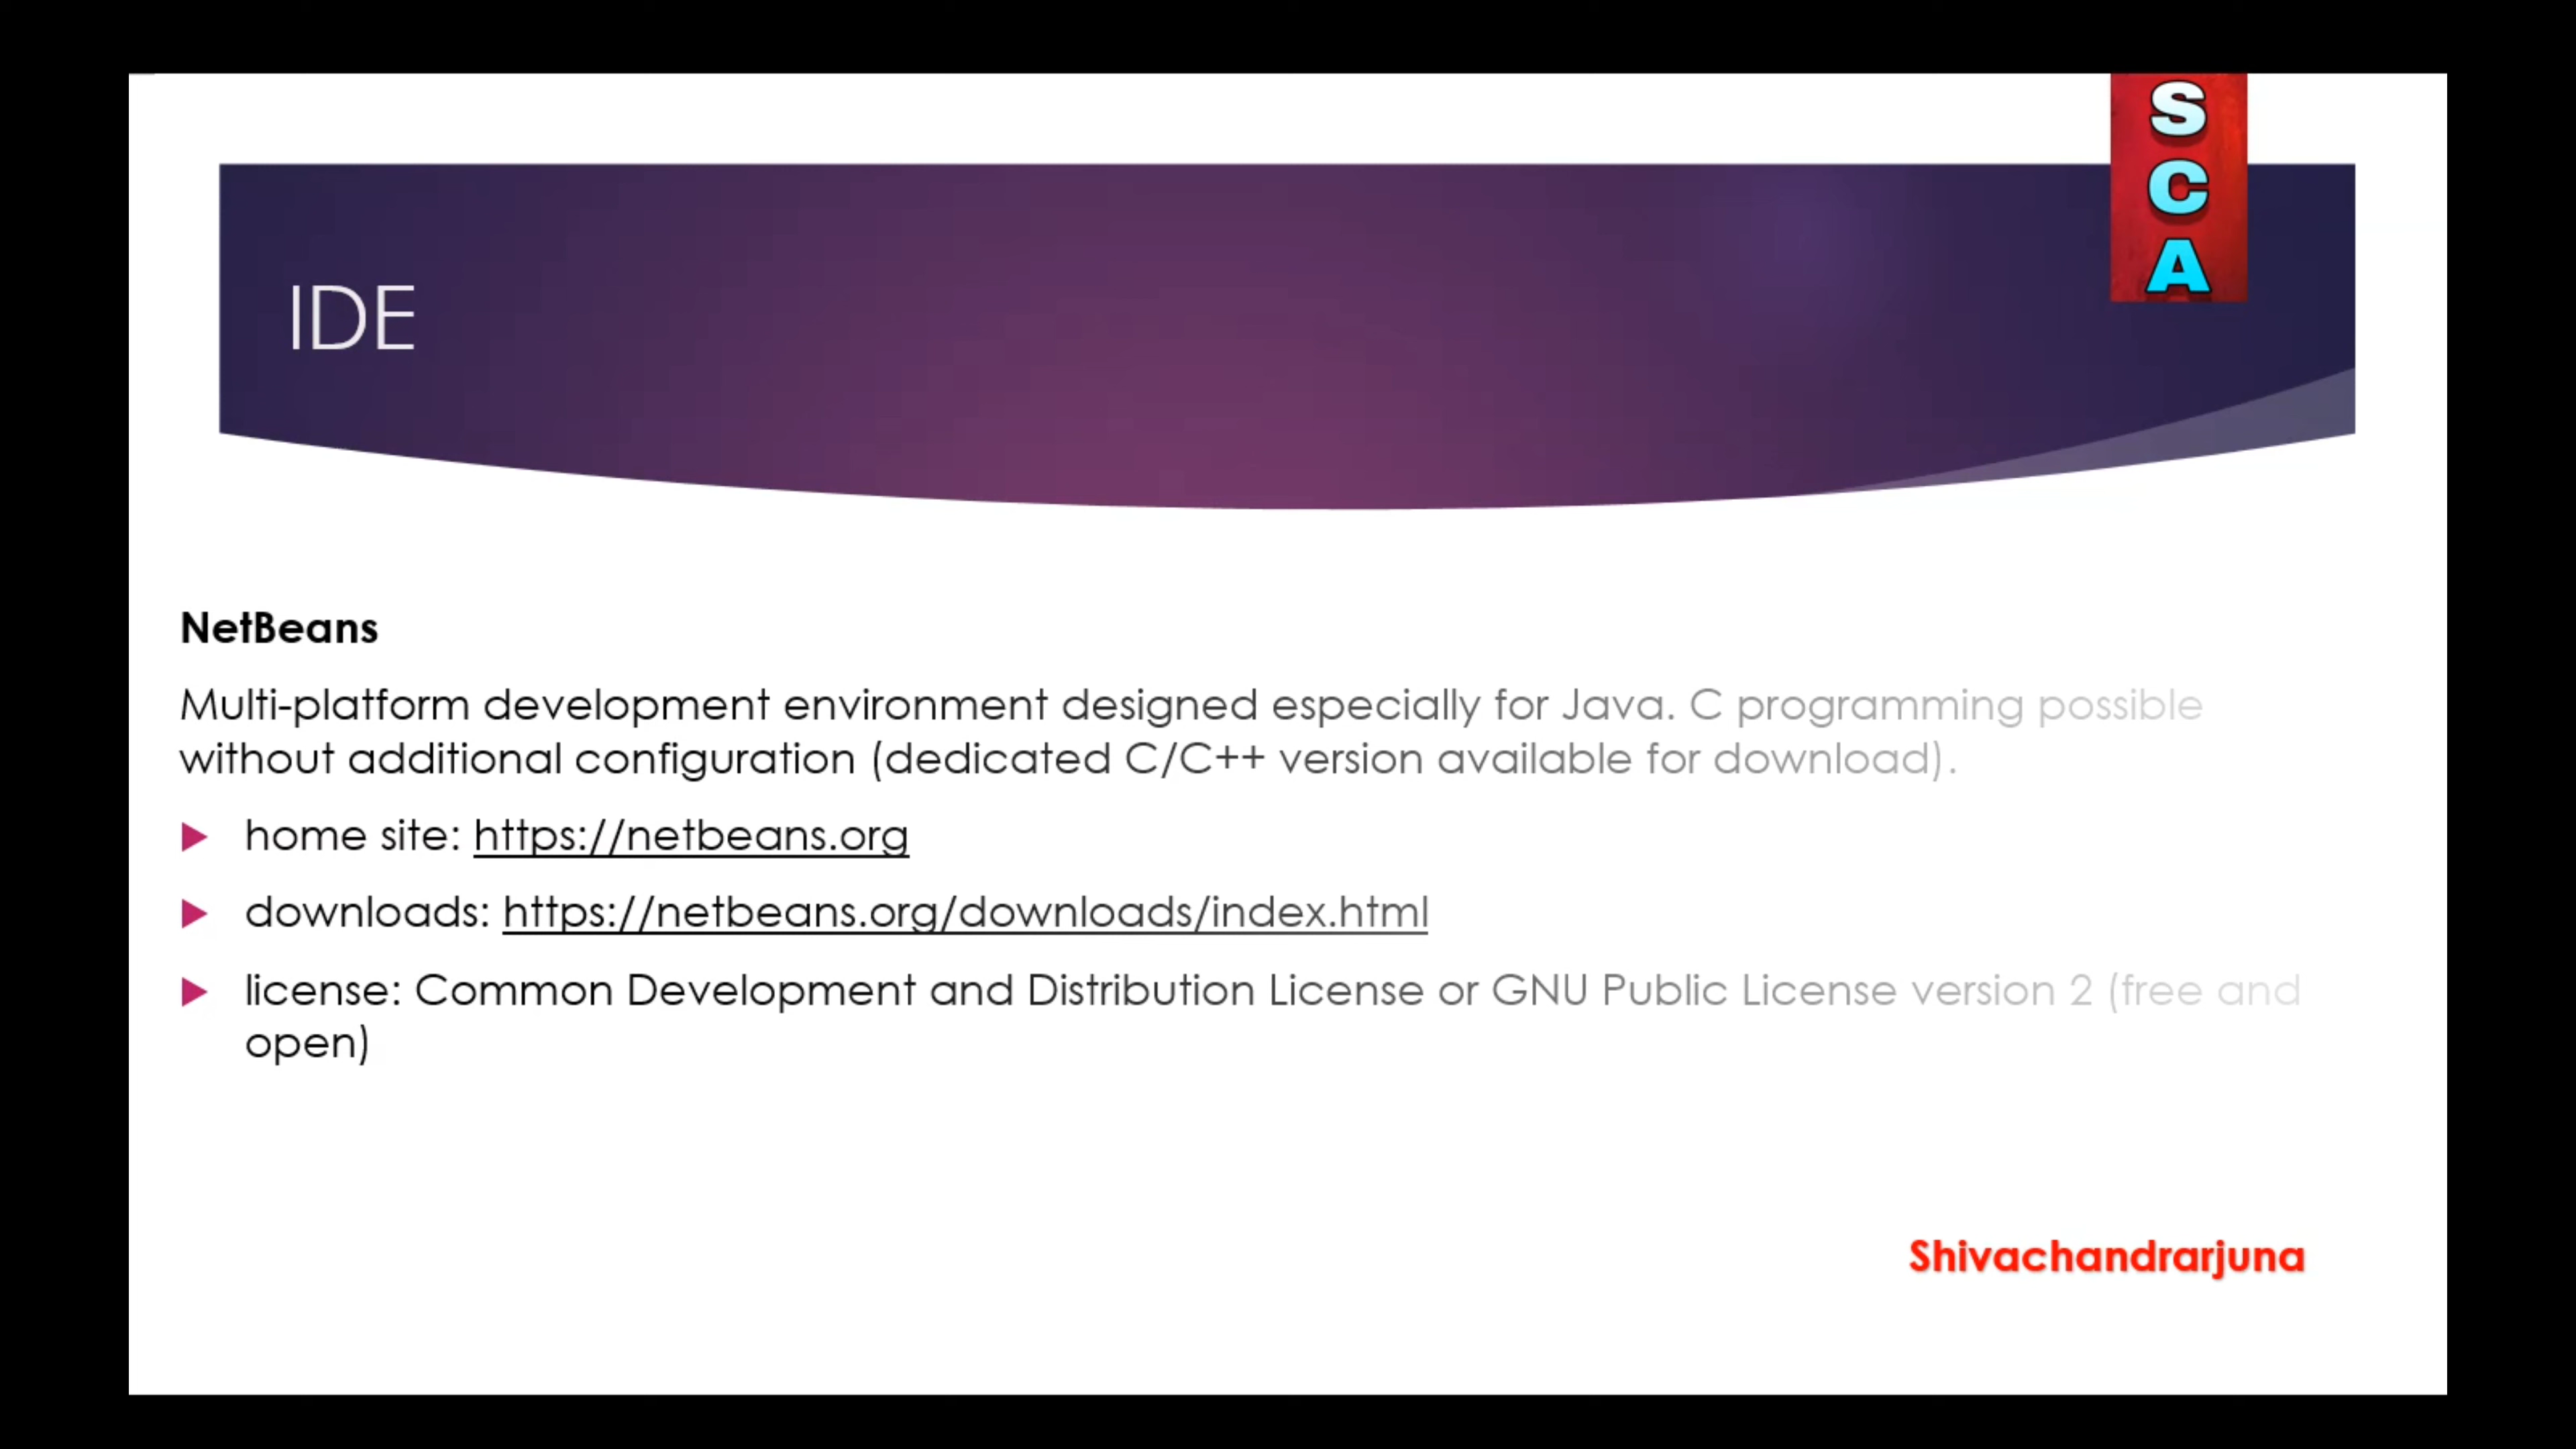 S
C
A
IDE
NetBeans
Multi-platform development environment designed especially for Java. C programming possible
without additional configuration (dedicated C/C++ version available for download).
home site: https://netbeans.org
downloads: https://netbeans.org/downloads/index.html
license: Common Development and Distribution License or GNU Public License version 2 (free and
open)
Shivachandrarjuna